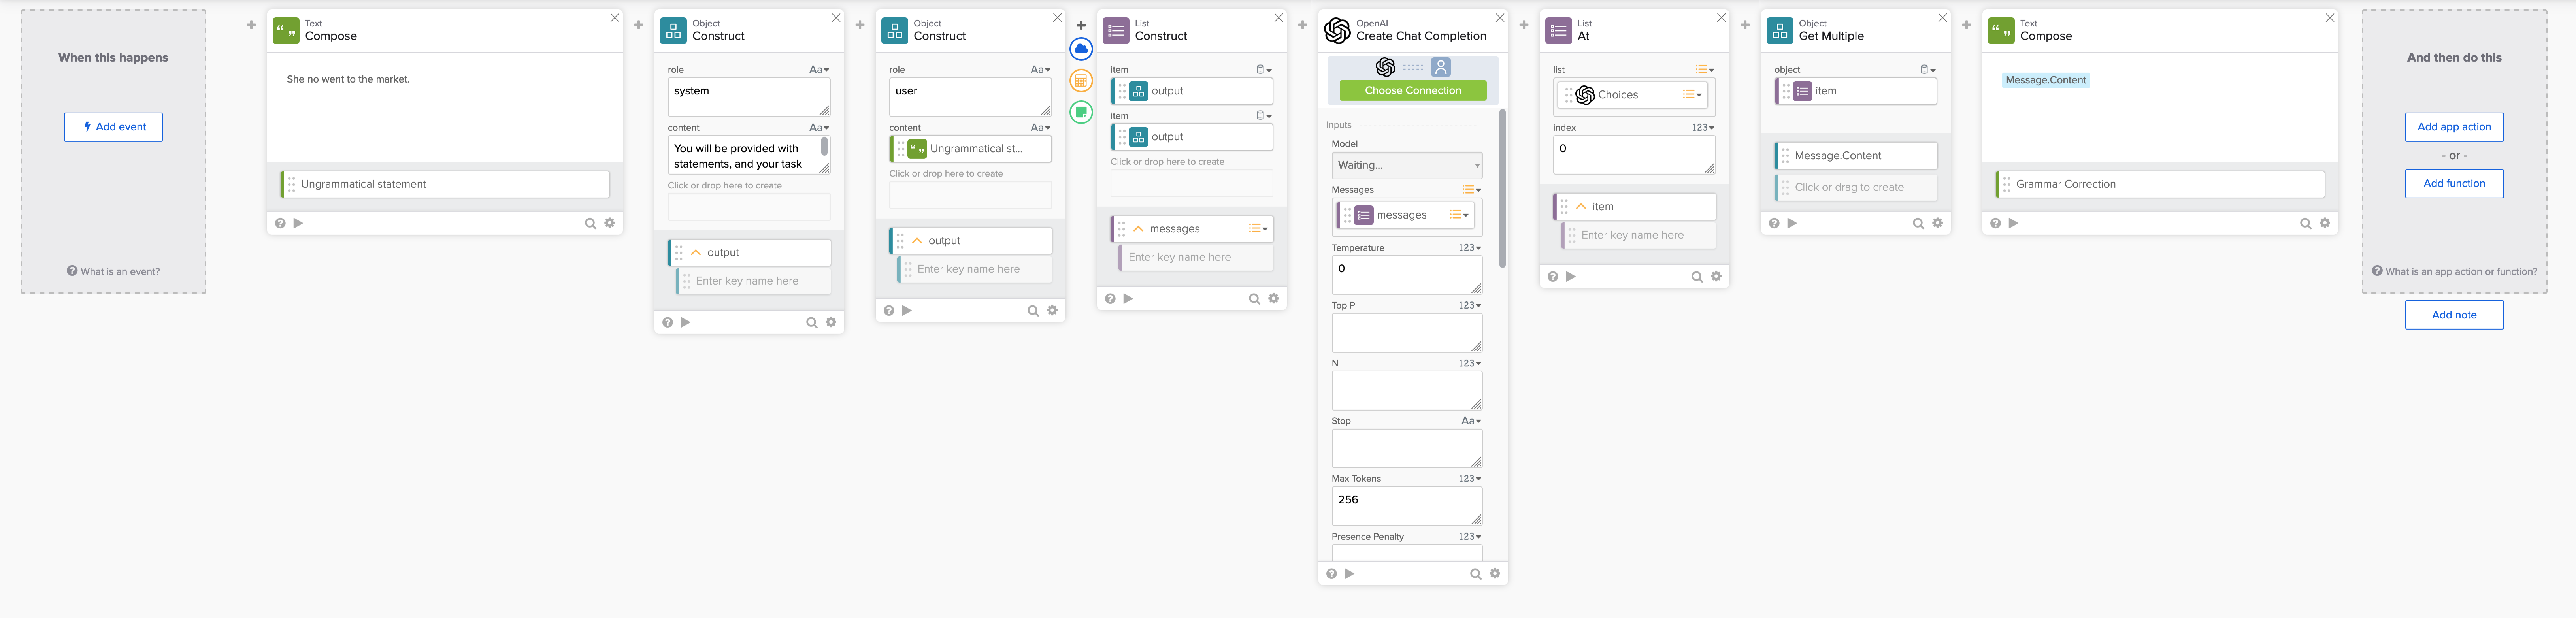 When this happens
Add event
What is an event?
Text
Compose
She no went to the market.
Ungrammatical statement
Object
Construct
role
Aa
system
content
Aa
You will be provided with
statements, and your task
Click or drop here to create
output
Enter key name here
Object
Construct
role
Aa
user
content
Aa
Ungrammatical st...
Click or drop here to create
output
Enter key name here
List
Construct
item
output
item
output
Click or drop here to create
messages
Enter key name here
OpenAI
Create Chat Completion
Choose Connection
Inputs
Model
Waiting...
Messages
messages
Temperature
123
0
Top P
123
N
123
Stop
Aa
Max Tokens
123
256
Presence Penalty
123
List
At
list
Choices
index
123
0
item
Enter key name here
Object
Get Multiple
object
item
Message.Content
Click or drag to create
Text
Compose
Message.Content
Grammar Correction
And then do this
Add app action
- or -
Add function
What is an app action or function?
Add note